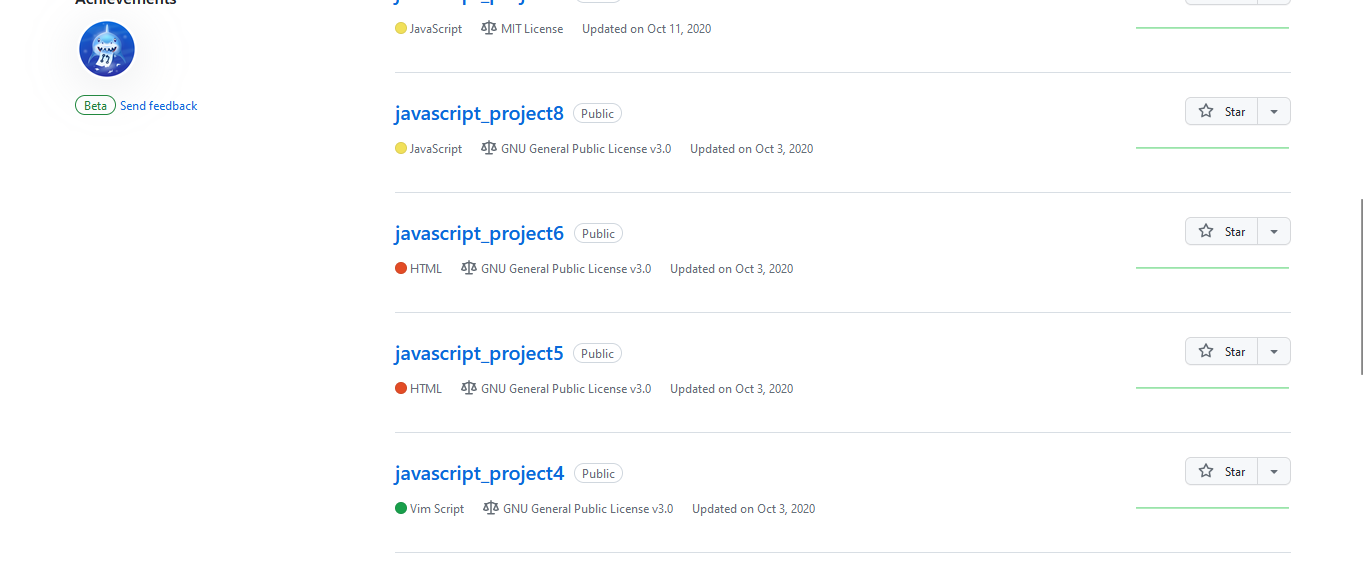 Achievements
Beta Send feedback
JavaScript MIT License Updated on Oct 11, 2020
javascript_project8 Public Star
JavaScript GNU General Public License v3.0 Updated on Oct 3, 2020
javascript_project6 Public Star
HTML GNU General Public License v3.0 Updated on Oct 3, 2020
javascript_project5 Public Star
HTML GNU General Public License v3.0 Updated on Oct 3, 2020
javascript_project4 Public Star
Vim Script GNU General Public License v3.0 Updated on Oct 3, 2020